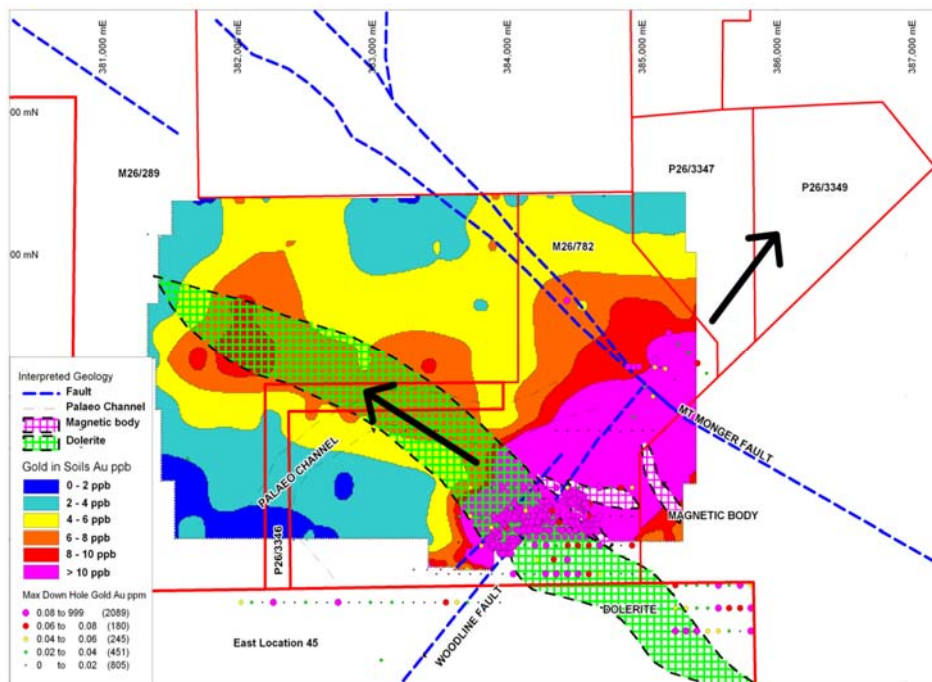 381,000 mE
382,000 mE
383,000 mE
384,000 mE
385,000 mE
386,000 mE
387,000 mE
00 mN
M26/289
P26/3347
P26/3349
M26/782
00 mN
Interpreted Geology
Fault
Palaeo Channel
Magnetic body
Dolerite
Gold in Soils Au ppb
0 - 2 ppb
2 - 4 ppb
4 - 6 ppb
6 - 8 ppb
8 - 10 ppb
> 10 ppb
Max Down Hole Gold Au ppm
0.08 to 999 (2089)
0.06 to 0.08 (180)
0.04 to 0.06 (245)
0.02 to 0.04 (451)
0 to 0.02 (805)
MT MONGER FAULT
PALAEO CHANNEL
MAGNETIC BODY
P26/3346
DOLERITE
WOODLINE FAULT
East Location 45